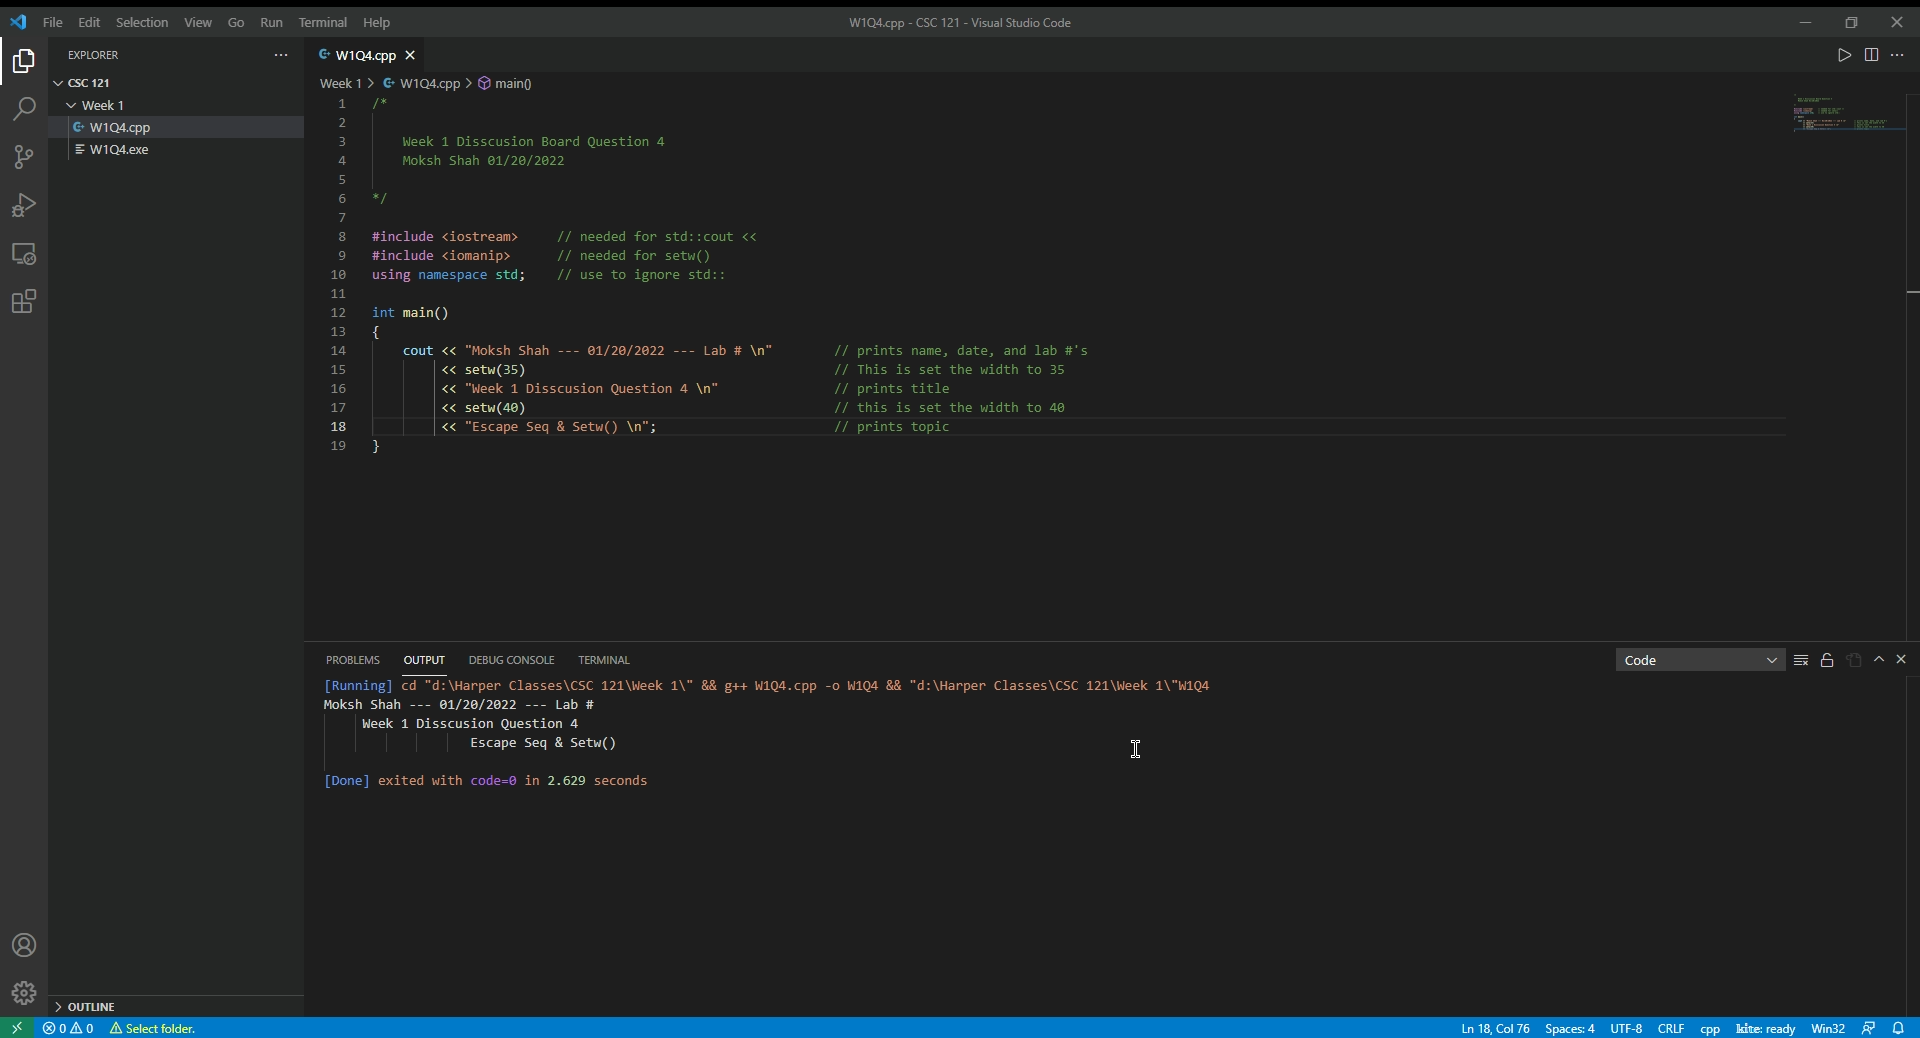 File Edit Selection View Go Run Terminal Help
W1Q4.cpp - CSC 121 - Visual Studio Code
EXPLORER
CSC 121
Week 1
W1Q4.cpp
W1Q4.exe
OUTLINE
W1Q4.cpp
Week 1 > W1Q4.cpp > main()
1 /*
2
3 Week 1 Disscusion Board Question 4
4 Moksh Shah 01/20/2022
5
6 */
7
8 #include <iostream> // needed for std::cout <<
9 #include <iomanip> // needed for setw()
10 using namespace std; // use to ignore std::
11
12 int main()
13 {
14 cout << "Moksh Shah --- 01/20/2022 --- Lab # \n" // prints name, date, and lab #'s
15 << setw(35) // This is set the width to 35
16 << "Week 1 Disscusion Question 4 \n" // prints title
17 << setw(40) // this is set the width to 40
18 << "Escape Seq & Setw() \n"; // prints topic
19 }
PROBLEMS OUTPUT DEBUG CONSOLE TERMINAL
Code
[Running] cd "d:\Harper Classes\CSC 121\Week 1\" && g++ W1Q4.cpp -o W1Q4 && "d:\Harper Classes\CSC 121\Week 1\"W1Q4
Moksh Shah --- 01/20/2022 --- Lab #
Week 1 Disscusion Question 4
Escape Seq & Setw()
[Done] exited with code=0 in 2.629 seconds
0 0 Select folder.
Ln 18, Col 76 Spaces: 4 UTF-8 CRLF cpp kite: ready Win32